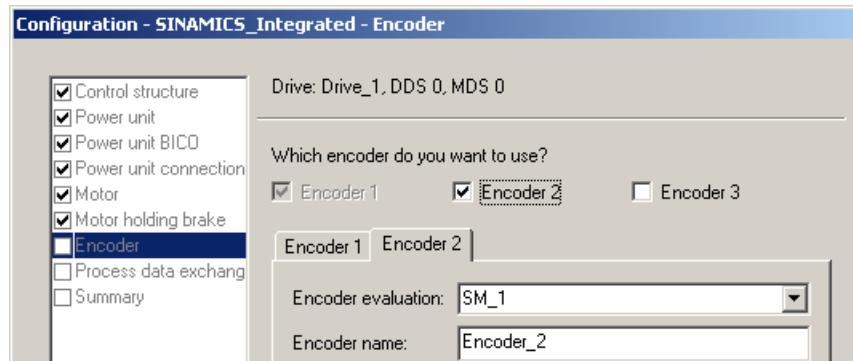 Configuration - SINAMICS_Integrated - Encoder
Control structure
Power unit
Power unit BICO
Power unit connection
Motor
Motor holding brake
Encoder
Process data exchang
Summary
Drive: Drive_1, DDS 0, MDS 0
Which encoder do you want to use?
Encoder 1 Encoder 2 Encoder 3
Encoder 1 Encoder 2
Encoder evaluation: SM_1
Encoder name: Encoder_2